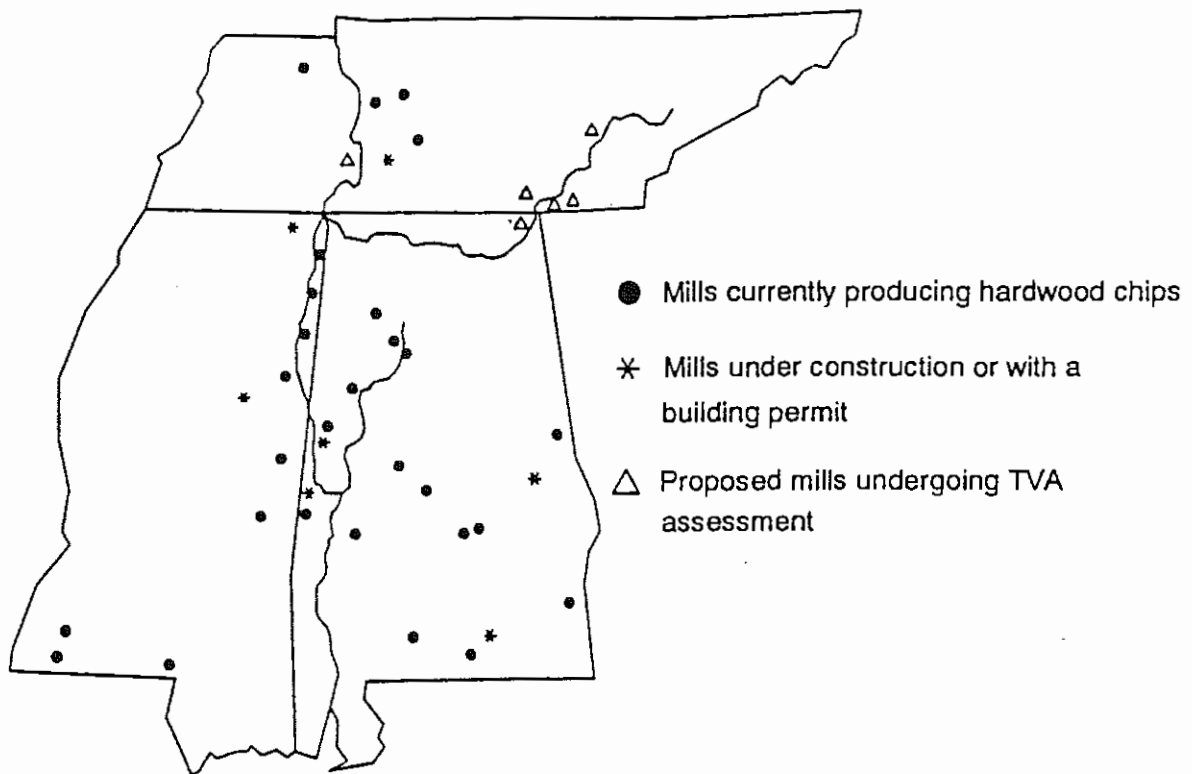 Mills currently producing hardwood chips
Mills under construction or with a
building permit
Proposed mills undergoing TVA
assessment